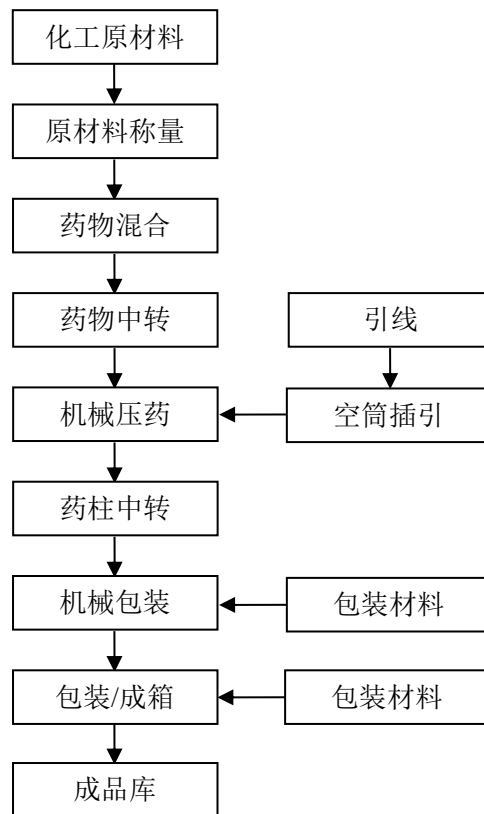 化工原材料
原材料称量
药物混合
药物中转
引线
机械压药
空筒插引
药柱中转
机械包装
包装材料
包装/成箱
包装材料
成品库